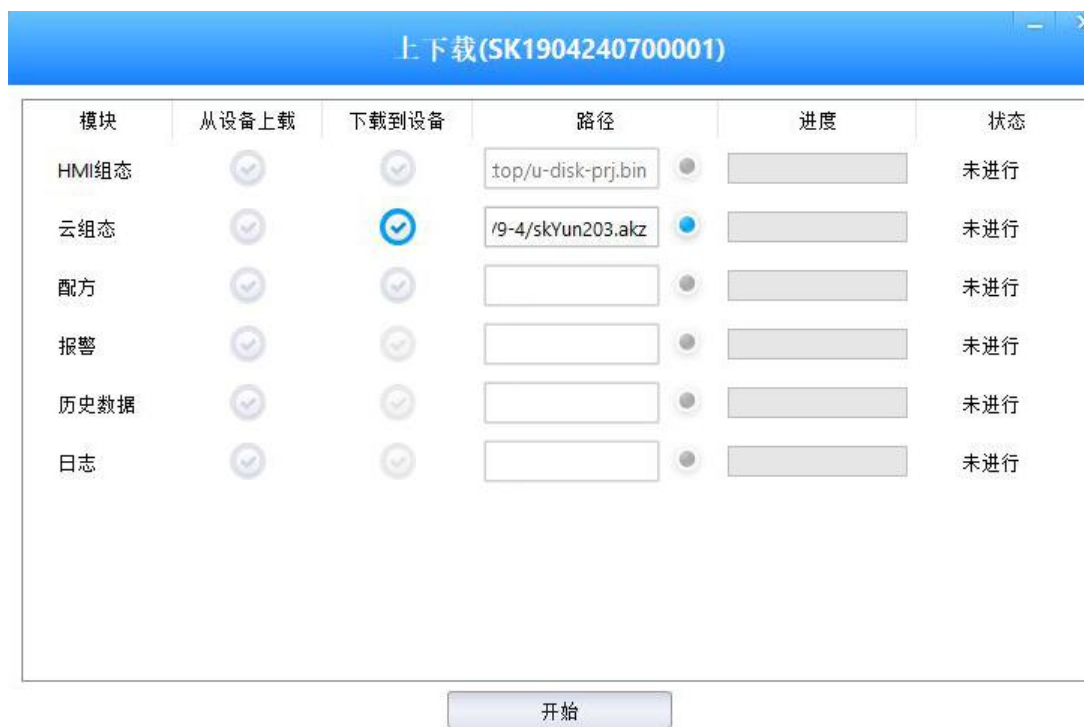 上下载(SK1904240700001)
模块 从设备上载 下载到设备 路径 进度 状态
HMI组态 :top/u-disk-prj.bin 未进行
云组态 /9-4/skYun203.akz 未进行
配方 未进行
报警 未进行
历史数据 未进行
日志 未进行
开始